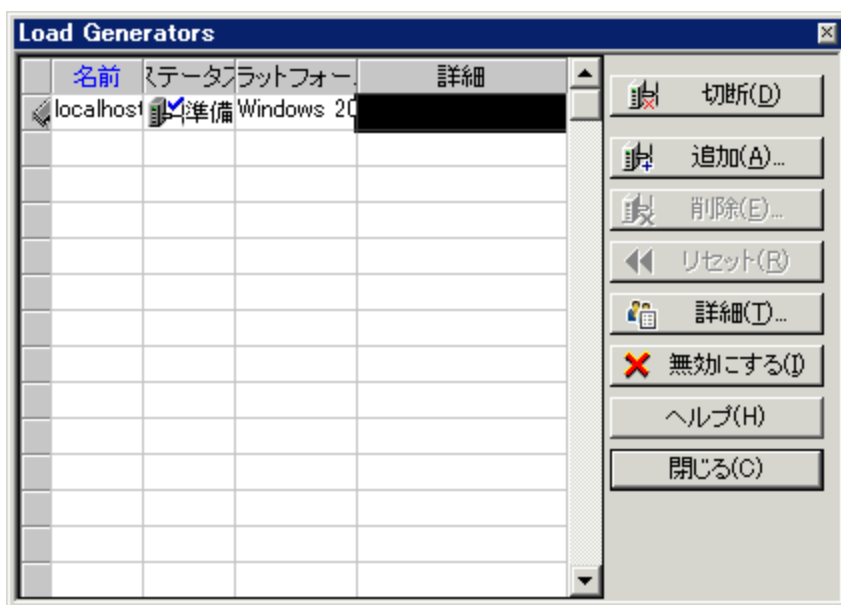 Load Generators
名前 ステータス ラットフォー. 詳細
localhost 準備 Windows 20
切断(D)
追加(A)...
削除(E)...
リセット(R)
詳細(T)...
無効にする(I)
ヘルプ(H)
閉じる(C)